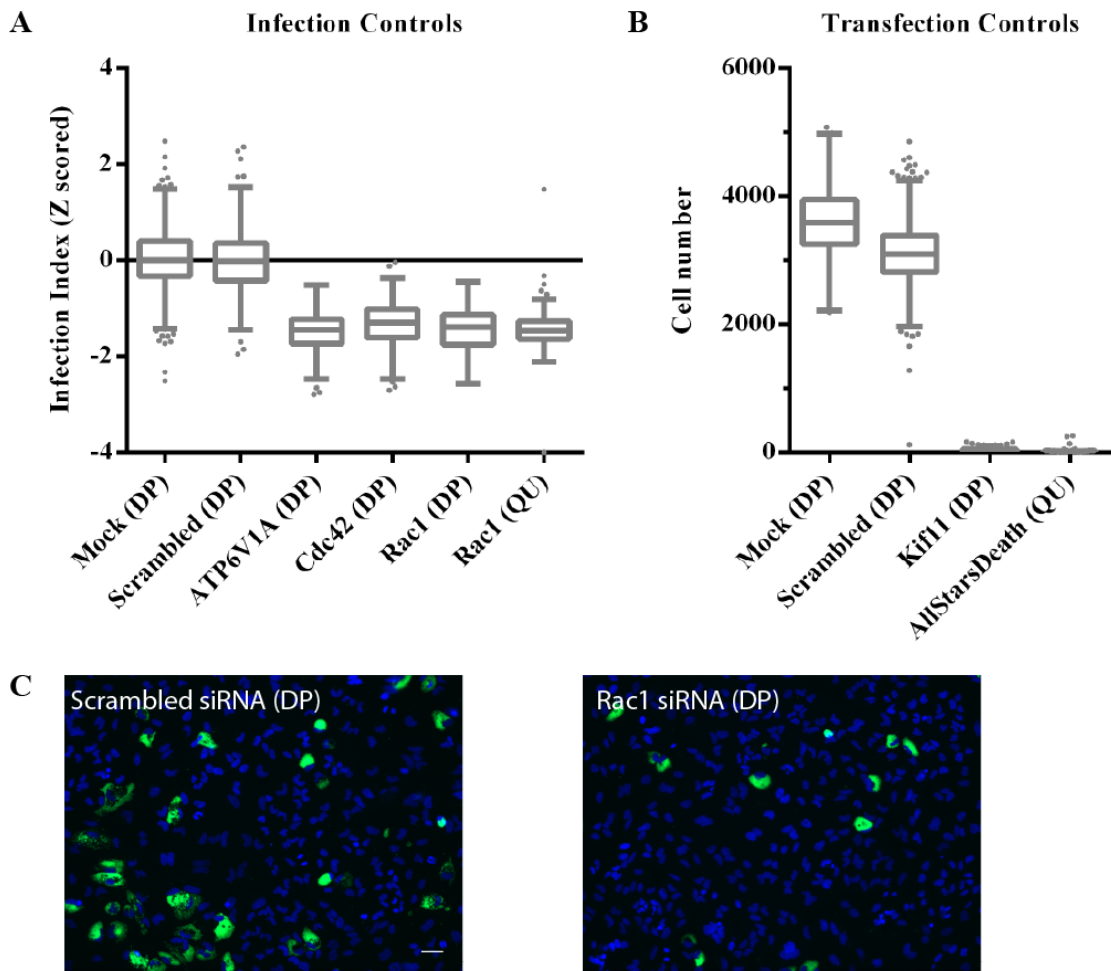 A
Infection Controls
Infection Index (Z scored)
4
2
0
-2
-4
Mock (DP)
Scrambled (DP)
ATP6V1A (DP)
Cdc42 (DP)
Rac1 (DP)
Rac1 (QU)
B
Transfection Controls
Cell number
6000
4000
2000
0
Mock (DP)
Scrambled (DP)
Kif11 (DP)
AllStarsDeath (QU)
C
Scrambled siRNA (DP)
Rac1 siRNA (DP)